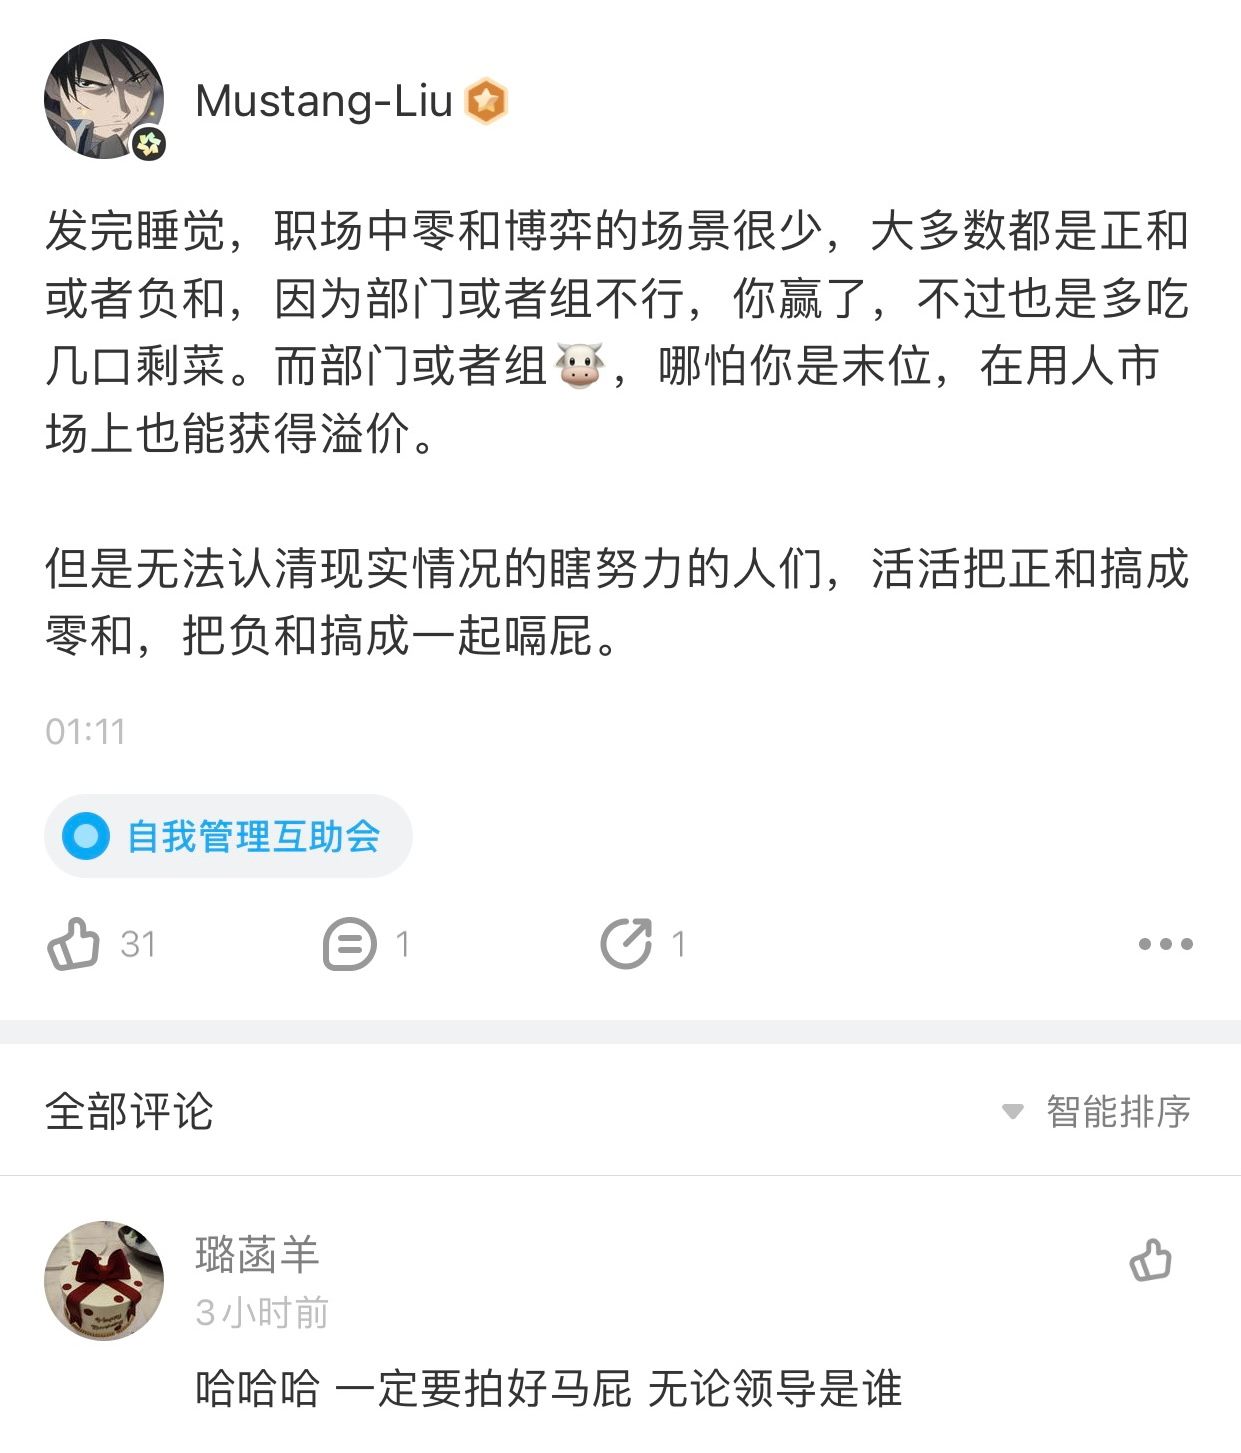 Mustang-Liu
发完睡觉，职场中零和博弈的场景很少，大多数都是正和
或者负和，因为部门或者组不行，你赢了，不过也是多吃
几口剩菜。而部门或者组🐮，哪怕你是末位，在用人市
场上也能获得溢价。
但是无法认清现实情况的瞎努力的人们，活活把正和搞成
零和，把负和搞成一起嗝屁。
01:11
自我管理互助会
31 1 1
全部评论 智能排序
璐菡羊
3小时前
哈哈哈 一定要拍好马屁 无论领导是谁